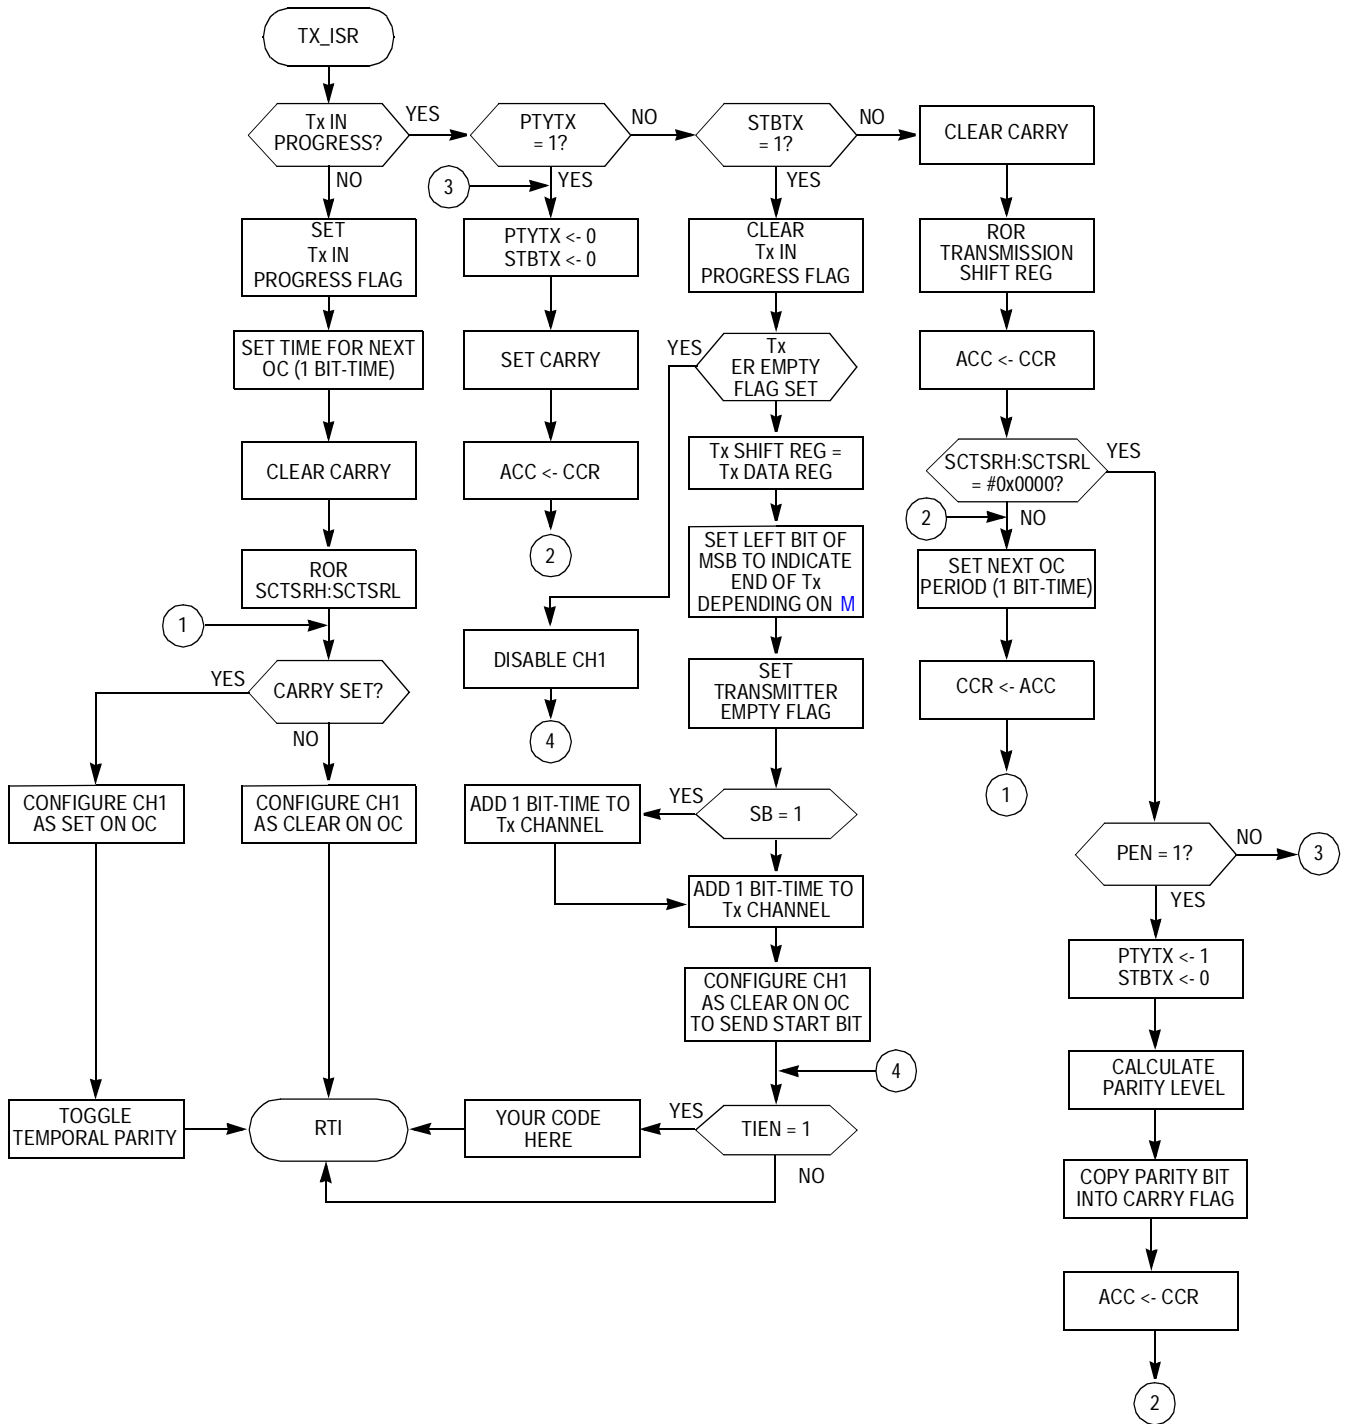 TX_ISR
Tx IN
PROGRESS?
YES
NO
PTYTX
= 1?
NO
YES
3
STBTX
= 1?
NO
YES
CLEAR CARRY
SET
Tx IN
PROGRESS FLAG
PTYTX <- 0
STBTX <- 0
CLEAR
Tx IN
PROGRESS FLAG
ROR
TRANSMISSION
SHIFT REG
SET TIME FOR NEXT
OC (1 BIT-TIME)
SET CARRY
YES
Tx
ER EMPTY
FLAG SET
ACC <- CCR
CLEAR CARRY
ACC <- CCR
2
Tx SHIFT REG =
Tx DATA REG
SCTSRH:SCTSRL
= #0x0000?
YES
NO
2
ROR
SCTSRH:SCTSRL
1
SET LEFT BIT OF
MSB TO INDICATE
END OF Tx
DEPENDING ON M
SET NEXT OC
PERIOD (1 BIT-TIME)
YES
CARRY SET?
NO
DISABLE CH1
4
SET
TRANSMITTER
EMPTY FLAG
CCR <- ACC
1
CONFIGURE CH1
AS SET ON OC
CONFIGURE CH1
AS CLEAR ON OC
ADD 1 BIT-TIME TO
Tx CHANNEL
YES
SB = 1
PEN = 1?
NO
3
YES
ADD 1 BIT-TIME TO
Tx CHANNEL
PTYTX <- 1
STBTX <- 0
CONFIGURE CH1
AS CLEAR ON OC
TO SEND START BIT
4
CALCULATE
PARITY LEVEL
TOGGLE
TEMPORAL PARITY
RTI
YOUR CODE
HERE
YES
TIEN = 1
NO
COPY PARITY BIT
INTO CARRY FLAG
ACC <- CCR
2